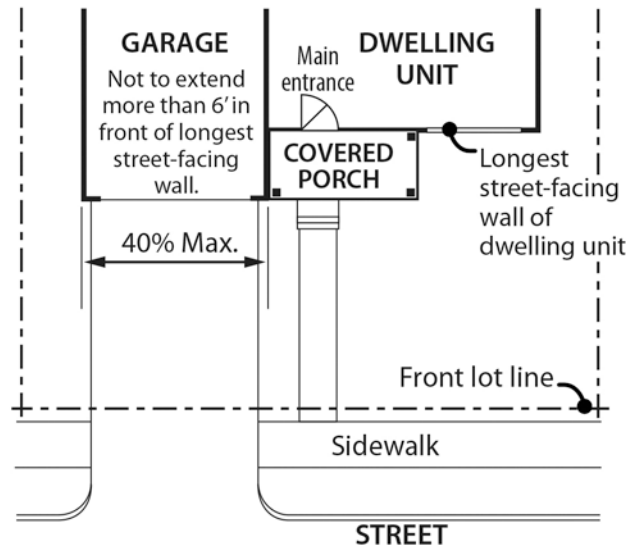 GARAGE
Not to extend
more than 6' in
front of longest
street-facing
wall.
Main
entrance
DWELLING
UNIT
COVERED
PORCH
Longest
street-facing
wall of
dwelling unit
40% Max.
Front lot line
Sidewalk
STREET